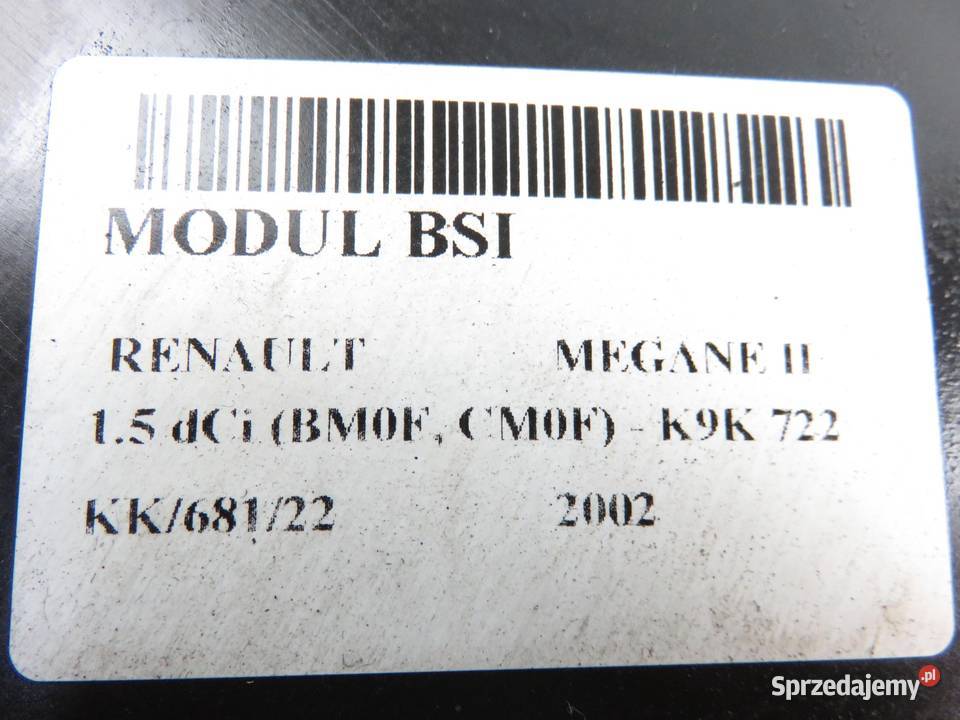 MODUL BSI
RENAULT MEGANE II
1.5 dCi (BM0F, CM0F) - K9K 722
KK/681/22 2002
Sprzedajemy.pl